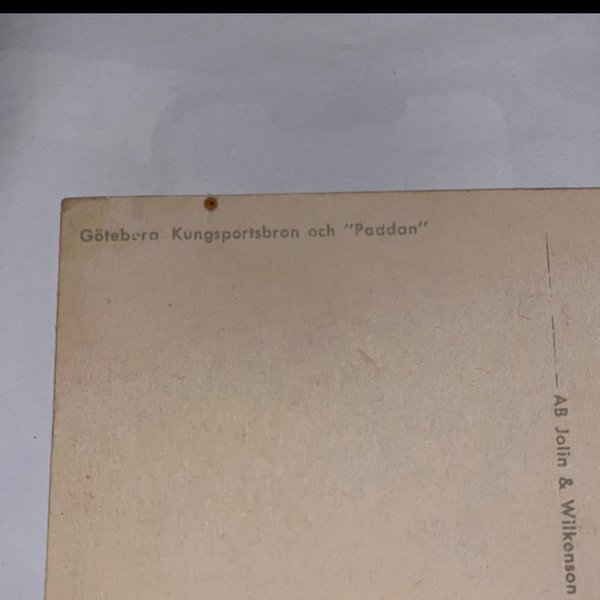 Göteborg. Kungsportsbron och "Paddan"
AB Jolin & Wilkenson